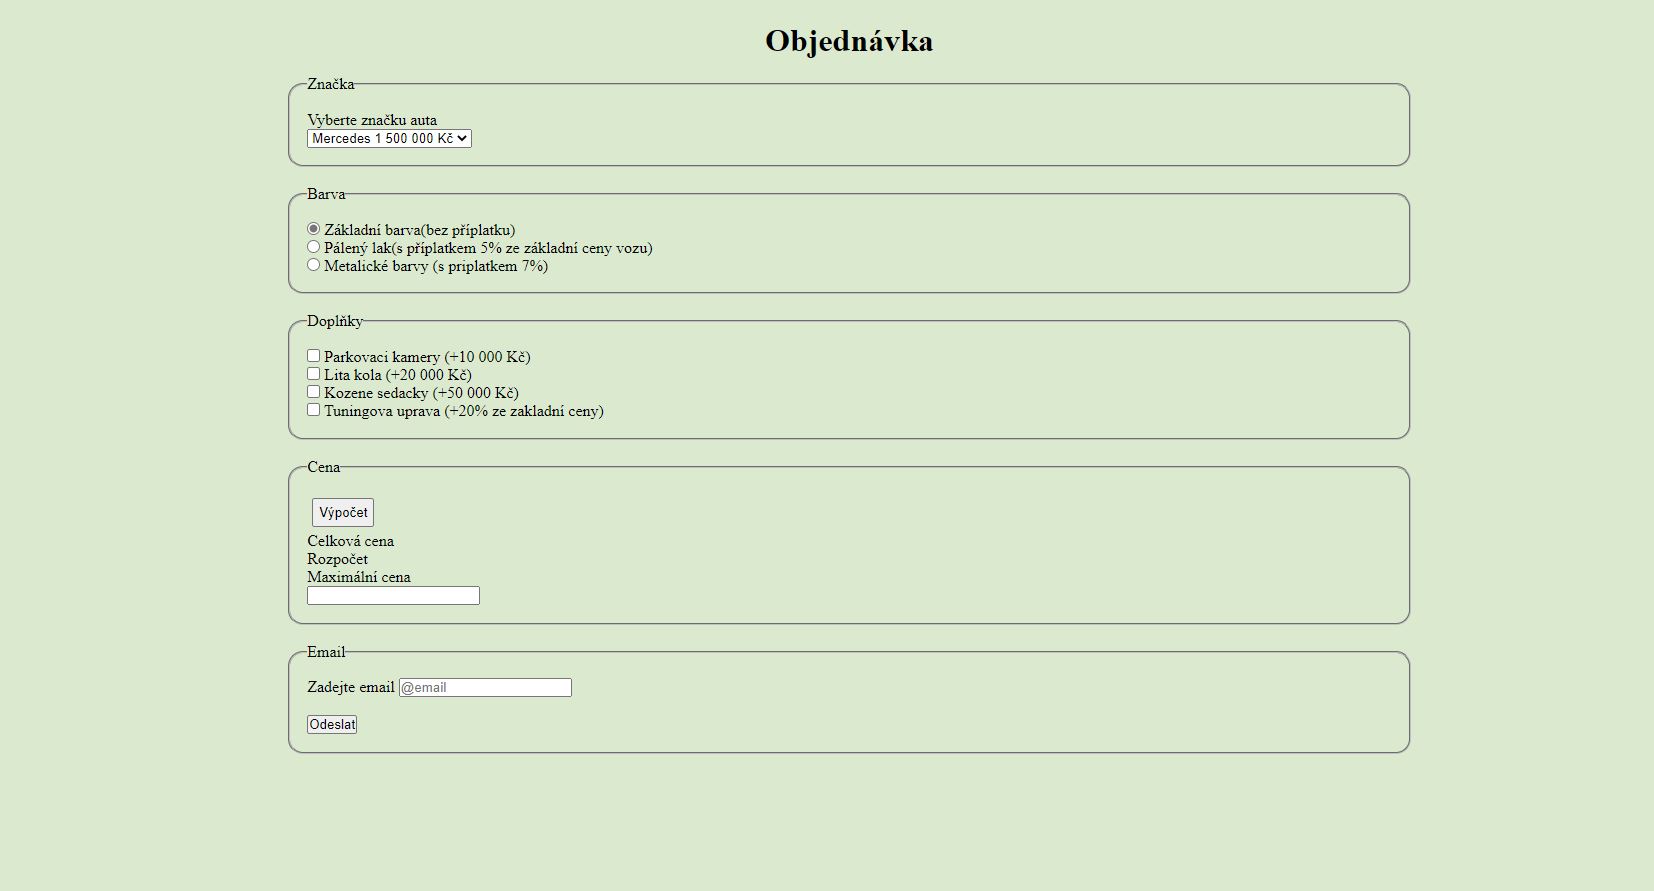 Objednávka
Značka
Vyberte značku auta
Mercedes 1 500 000 Kč
Barva
Základní barva(bez příplatku)
Pálený lak(s příplatkem 5% ze základní ceny vozu)
Metalické barvy (s priplatkem 7%)
Doplňky
Parkovaci kamery (+10 000 Kč)
Lita kola (+20 000 Kč)
Kozene sedacky (+50 000 Kč)
Tuningova uprava (+20% ze zakladní ceny)
Cena
Výpočet
Celková cena
Rozpočet
Maximální cena
Email
Zadejte email @email
Odeslat